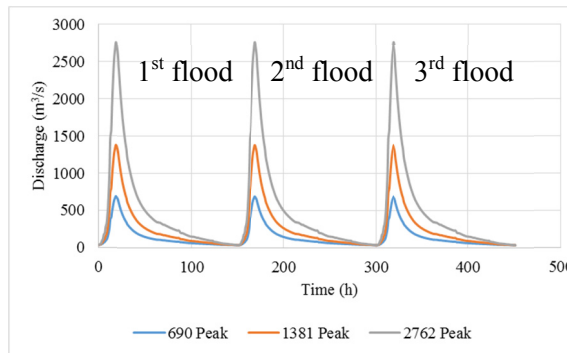 3000
2500
2000
1500
1000
500
0
Discharge (m³/s)
1st flood 2nd flood 3rd flood
0 100 200 300 400 500
Time (h)
690 Peak 1381 Peak 2762 Peak